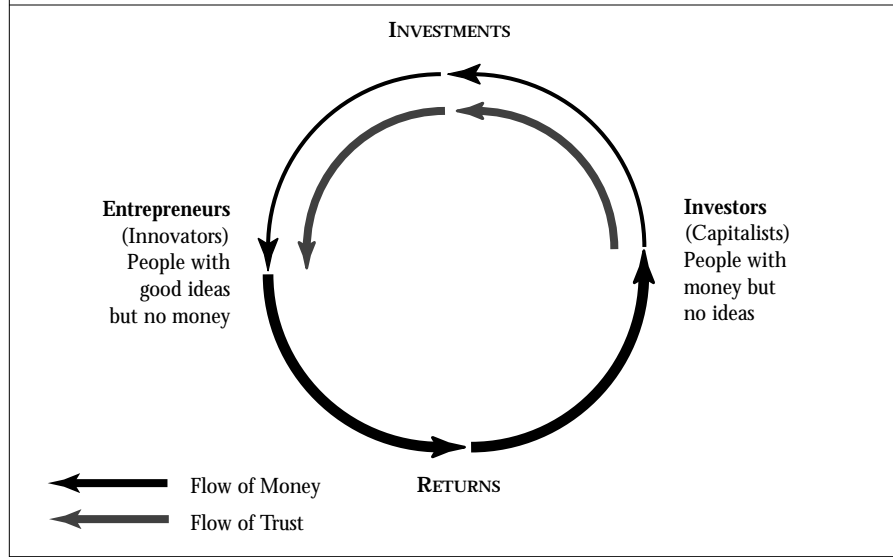 INVESTMENTS
Entrepreneurs
(Innovators)
People with
good ideas
but no money
Investors
(Capitalists)
People with
money but
no ideas
RETURNS
Flow of Money
Flow of Trust